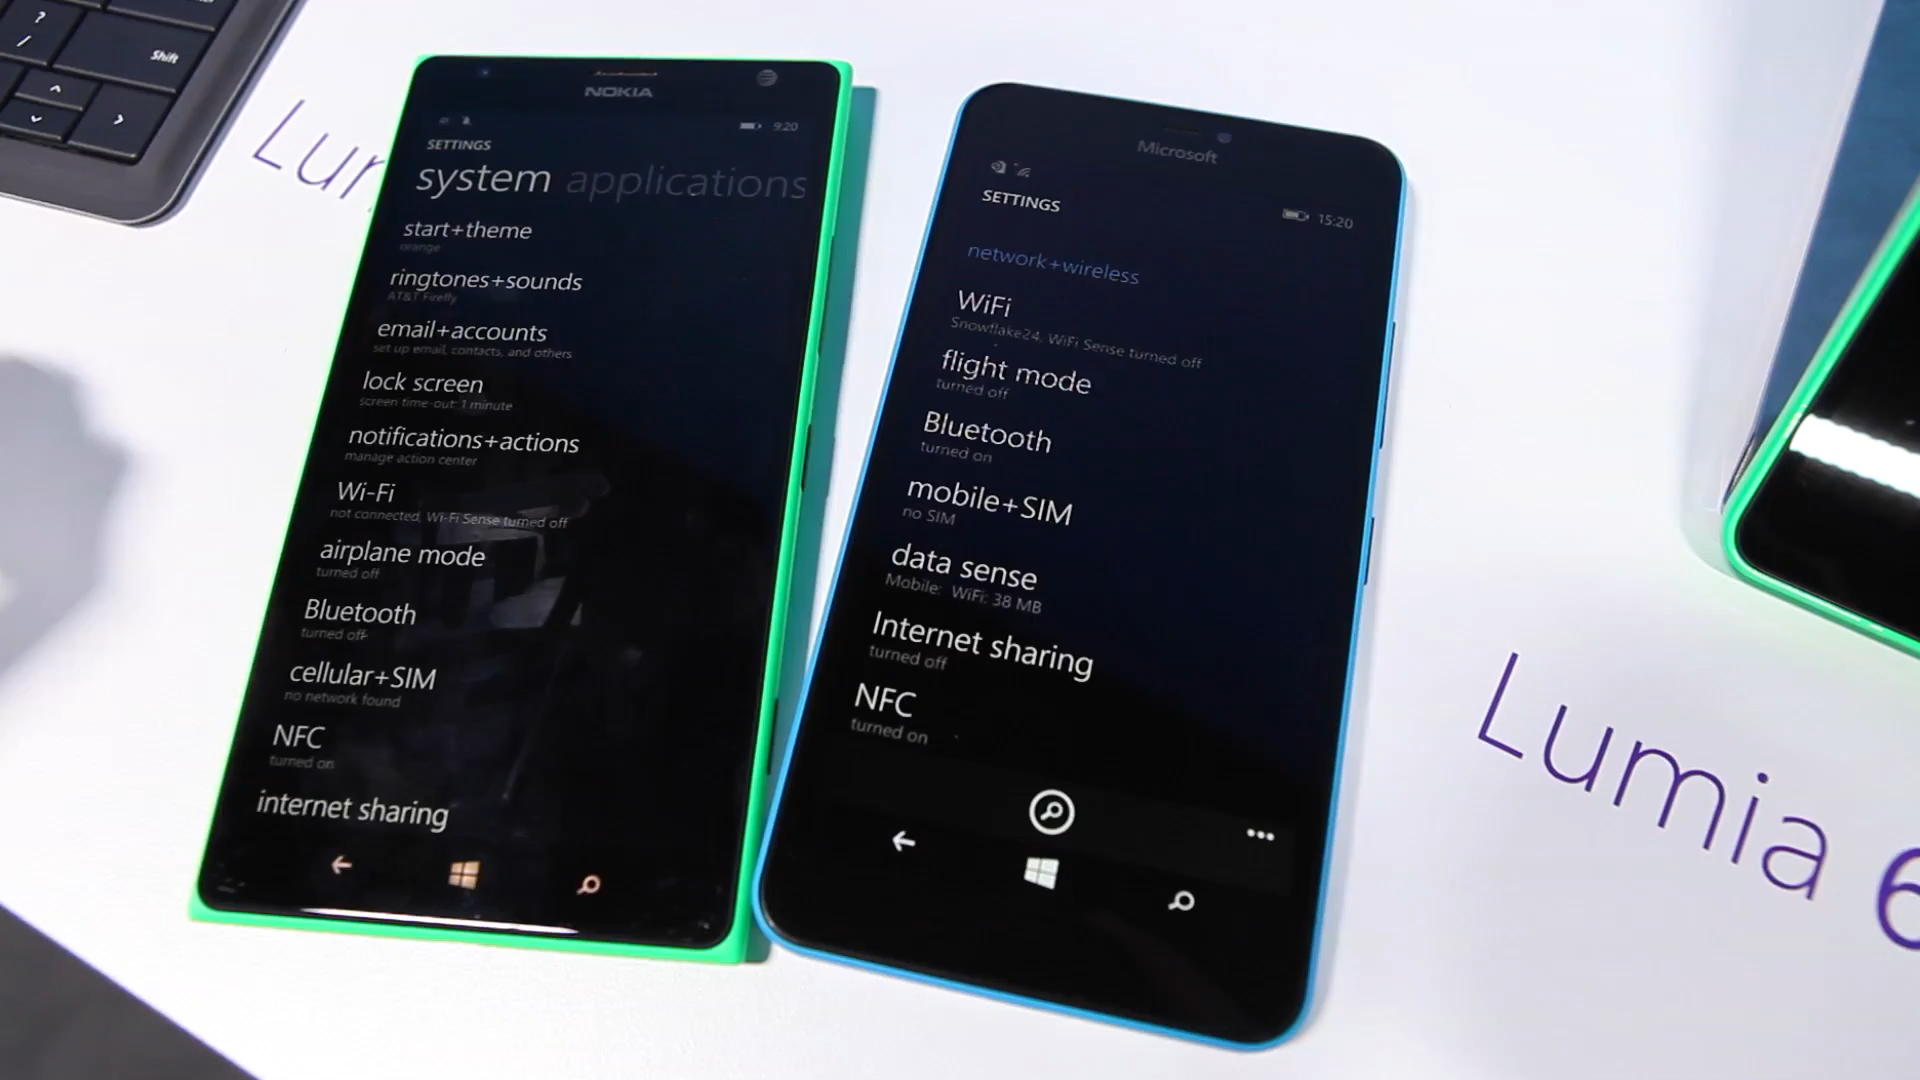 ?
/
Shift
Lum
NOKIA
9:20
SETTINGS
system applications
start+theme
orange
ringtones+sounds
AT&T Firefly
email+accounts
set up email, contacts, and others
lock screen
screen time-out: 1 minute
notifications+actions
manage action center
Wi-Fi
not connected, Wi-Fi Sense turned off
airplane mode
turned off
Bluetooth
turned off
cellular+SIM
no network found
NFC
turned on
internet sharing
Microsoft
15:20
SETTINGS
network+wireless
WiFi
Snowflake24, WiFi Sense turned off
flight mode
turned off
Bluetooth
turned on
mobile+SIM
no SIM
data sense
Mobile: WiFi: 38 MB
Internet sharing
turned off
NFC
turned on
Lumia 6